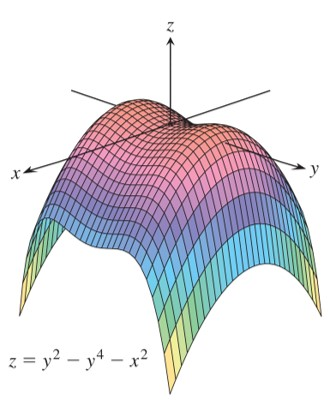 z
x
y
z = y² − y⁴ − x²